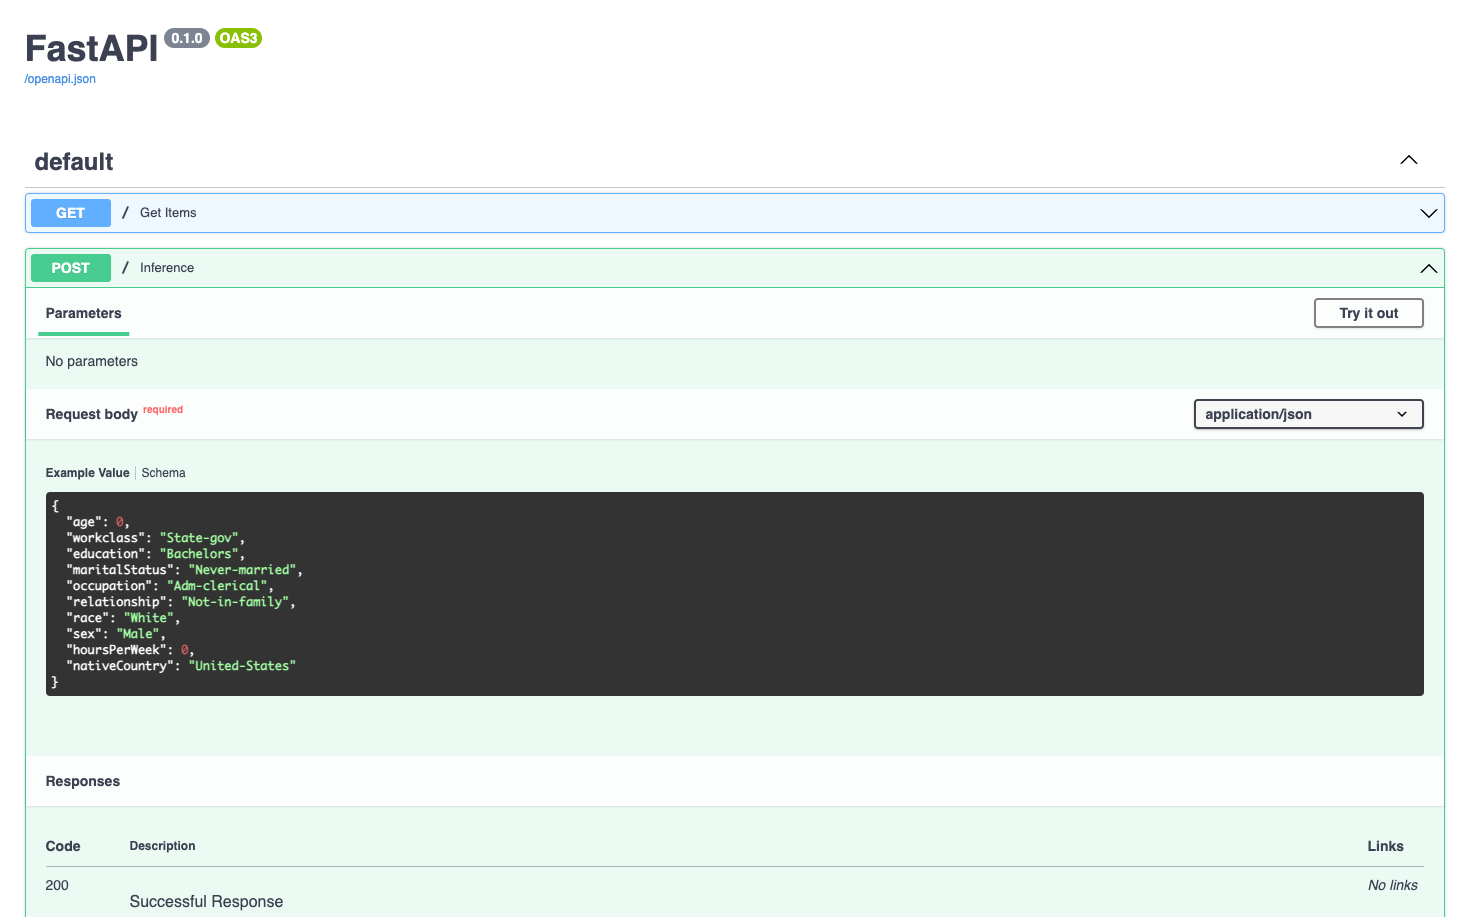 FastAPI 0.1.0 OAS3
/openapi.json
default
GET / Get Items
POST / Inference
Parameters
Try it out
No parameters
Request body required
application/json
Example Value Schema
{
"age": 0,
"workclass": "State-gov",
"education": "Bachelors",
"maritalStatus": "Never-married",
"occupation": "Adm-clerical",
"relationship": "Not-in-family",
"race": "White",
"sex": "Male",
"hoursPerWeek": 0,
"nativeCountry": "United-States"
}
Responses
Code Description Links
200 No links
Successful Response